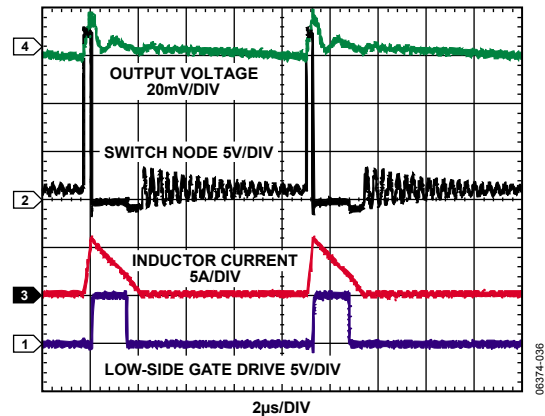 4
OUTPUT VOLTAGE
20mV/DIV
SWITCH NODE 5V/DIV
2
INDUCTOR CURRENT
5A/DIV
3
1
LOW-SIDE GATE DRIVE 5V/DIV
2µs/DIV
06374-036